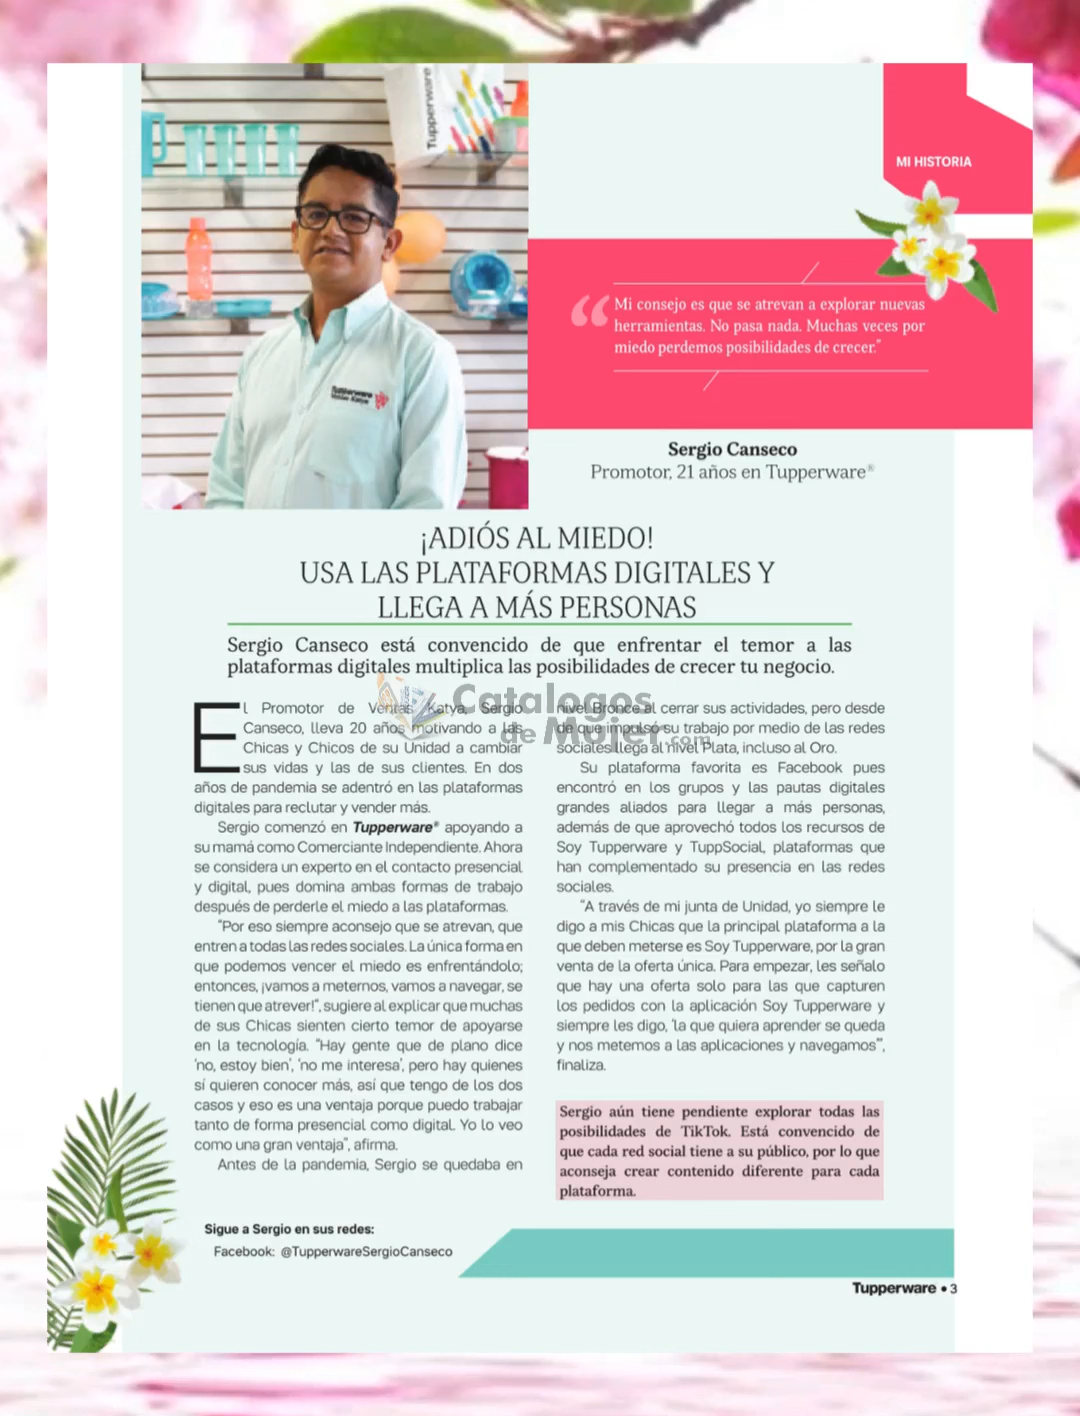 Tupperware
Tupperware
MI HISTORIA
“Mi consejo es que se atrevan a explorar nuevas
herramientas. No pasa nada. Muchas veces por
miedo perdemos posibilidades de crecer."
Sergio Canseco
Promotor, 21 años en Tupperware®
¡ADIÓS AL MIEDO!
USA LAS PLATAFORMAS DIGITALES Y
LLEGA A MÁS PERSONAS
Sergio Canseco está convencido de que enfrentar el temor a las
plataformas digitales multiplica las posibilidades de crecer tu negocio.
El Promotor de Ventas Katya, Sergio
Canseco, lleva 20 años motivando a las
Chicas y Chicos de su Unidad a cambiar
sus vidas y las de sus clientes. En dos
años de pandemia se adentró en las plataformas
digitales para reclutar y vender más.
Sergio comenzó en Tupperware® apoyando a
su mamá como Comerciante Independiente. Ahora
se considera un experto en el contacto presencial
y digital, pues domina ambas formas de trabajo
después de perderle el miedo a las plataformas.
"Por eso siempre aconsejo que se atrevan, que
entren a todas las redes sociales. La única forma en
que podemos vencer el miedo es enfrentándolo;
entonces, ¡vamos a meternos, vamos a navegar, se
tienen que atrever!", sugiere al explicar que muchas
de sus Chicas sienten cierto temor de apoyarse
en la tecnología. "Hay gente que de plano dice
'no, estoy bien', 'no me interesa', pero hay quienes
sí quieren conocer más, así que tengo de los dos
casos y eso es una ventaja porque puedo trabajar
tanto de forma presencial como digital. Yo lo veo
como una gran ventaja", afirma.
Antes de la pandemia, Sergio se quedaba en
nivel Bronce al cerrar sus actividades, pero desde
de que impulsó su trabajo por medio de las redes
sociales llega al nivel Plata, incluso al Oro.
Su plataforma favorita es Facebook pues
encontró en los grupos y las pautas digitales
grandes aliados para llegar a más personas,
además de que aprovechó todos los recursos de
Soy Tupperware y TuppSocial, plataformas que
han complementado su presencia en las redes
sociales.
"A través de mi junta de Unidad, yo siempre le
digo a mis Chicas que la principal plataforma a la
que deben meterse es Soy Tupperware, por la gran
venta de la oferta única. Para empezar, les señalo
que hay una oferta solo para las que capturen
los pedidos con la aplicación Soy Tupperware y
siempre les digo, 'la que quiera aprender se queda
y nos metemos a las aplicaciones y navegamos'",
finaliza.
Sergio aún tiene pendiente explorar todas las
posibilidades de TikTok. Está convencido de
que cada red social tiene a su público, por lo que
aconseja crear contenido diferente para cada
plataforma.
Catalogos
de Mujer.com
Sigue a Sergio en sus redes:
Facebook: @TupperwareSergioCanseco
Tupperware • 3